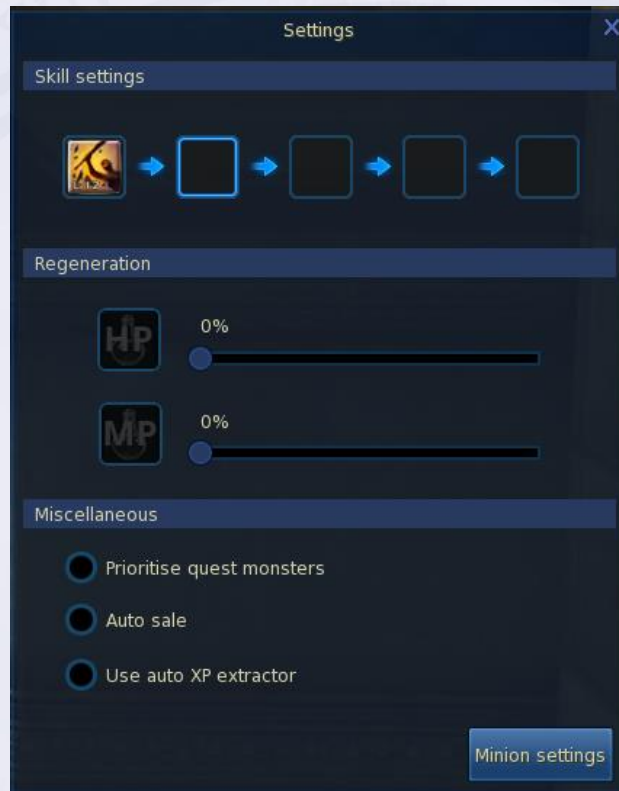 Settings
X
Skill settings
Regeneration
HP
0%
MP
0%
Miscellaneous
Prioritise quest monsters
Auto sale
Use auto XP extractor
Minion settings